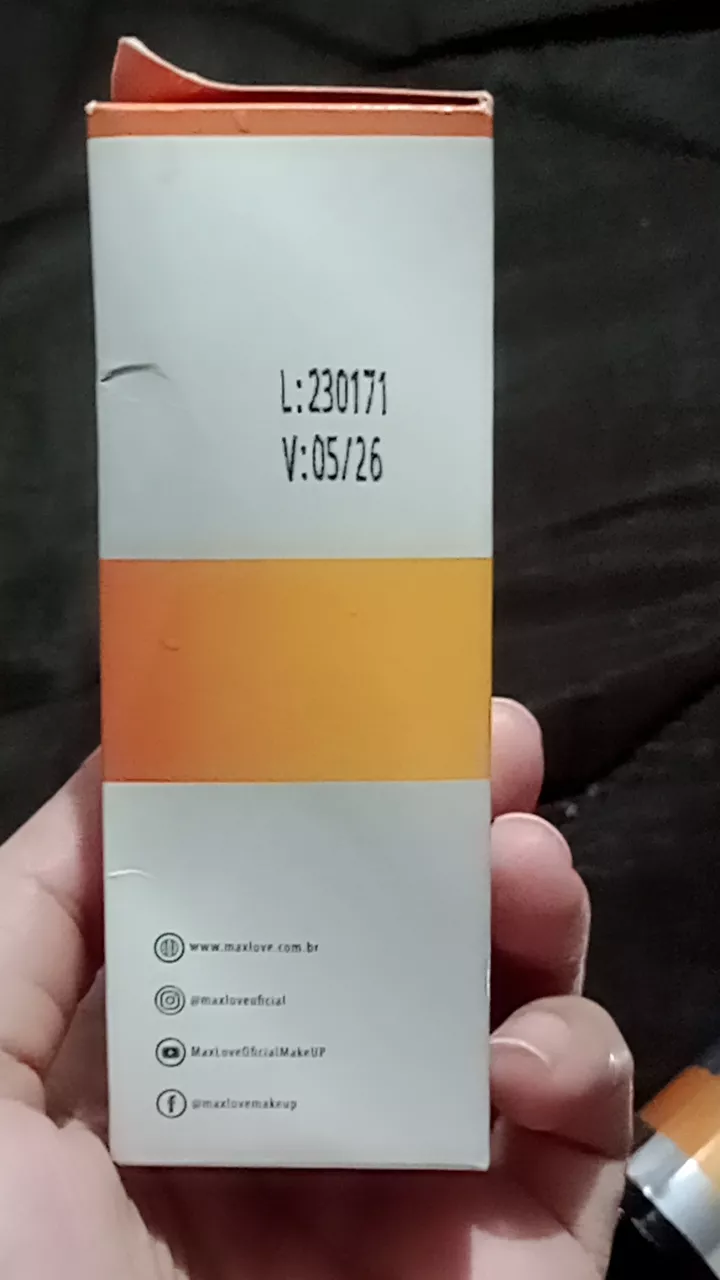 L:230171
V:05/26
www.maxlove.com.br
@maxloveoficial
MaxLoveOficialMakeUP
@maxlovemakeup